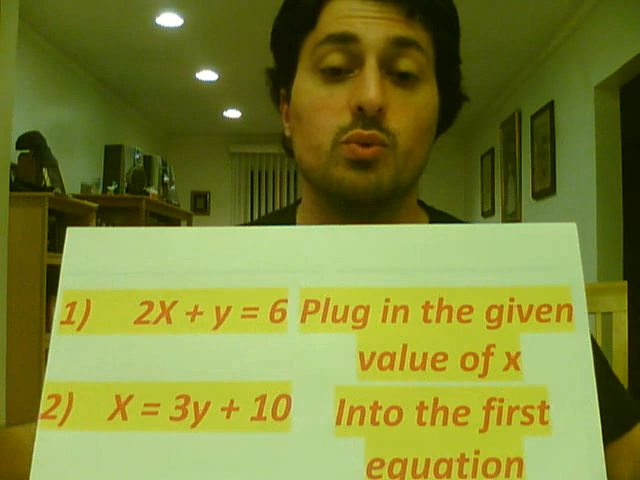 1) 2X + y = 6 Plug in the given
value of x
2) X = 3y + 10 Into the first
equation